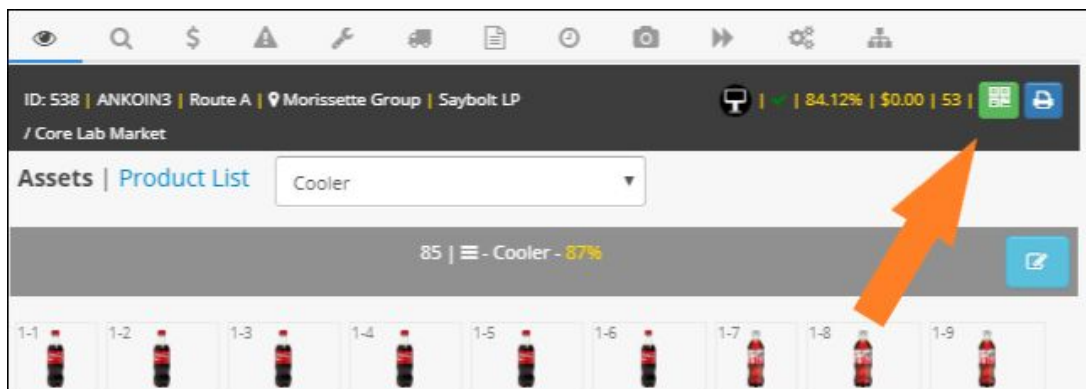 ID: 538 | ANKOIN3 | Route A | Morissette Group | Saybolt LP
/ Core Lab Market
| | 84.12% | $0.00 | 53 |
Assets | Product List
Cooler
85 | - Cooler - 87%
1-1 1-2 1-3 1-4 1-5 1-6 1-7 1-8 1-9